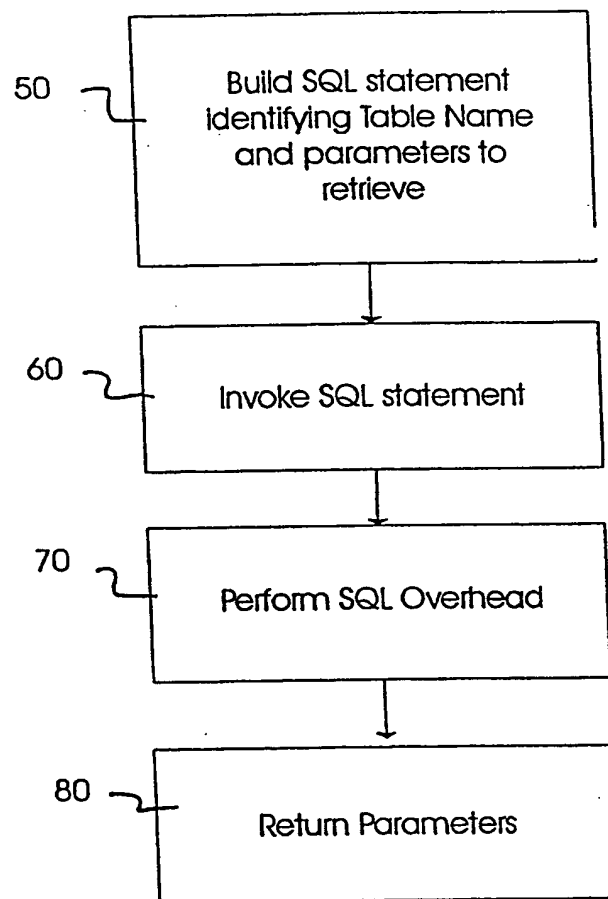 50
Build SQL statement
identifying Table Name
and parameters to
retrieve
60
Invoke SQL statement
70
Perform SQL Overhead
80
Return Parameters